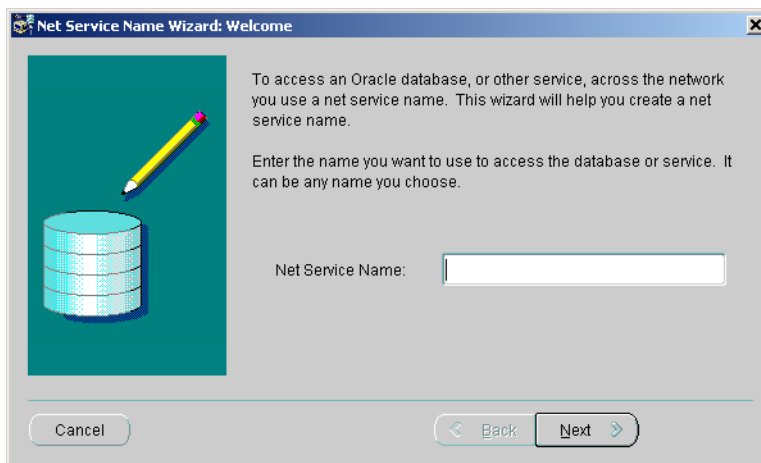 Net Service Name Wizard: Welcome
To access an Oracle database, or other service, across the network
you use a net service name. This wizard will help you create a net
service name.
Enter the name you want to use to access the database or service. It
can be any name you choose.
Net Service Name:
Cancel
Back
Next